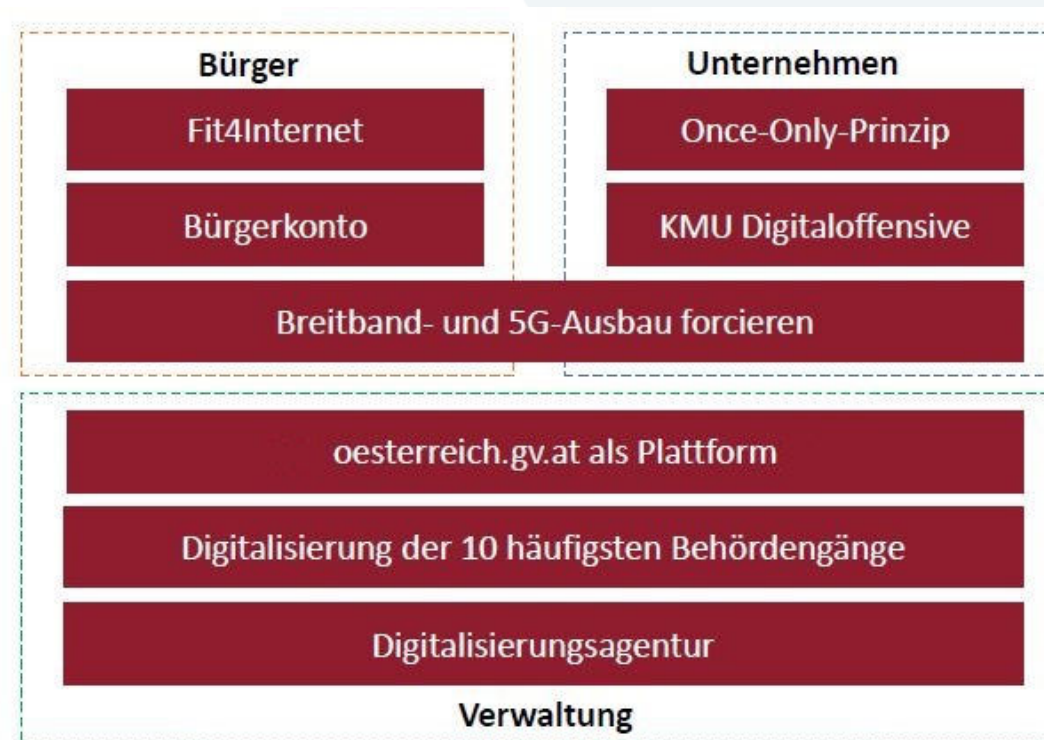 Bürger
Fit4Internet
Bürgerkonto
Unternehmen
Once-Only-Prinzip
KMU Digitaloffensive
Breitband- und 5G-Ausbau forcieren
oesterreich.gv.at als Plattform
Digitalisierung der 10 häufigsten Behördengänge
Digitalisierungsagentur
Verwaltung